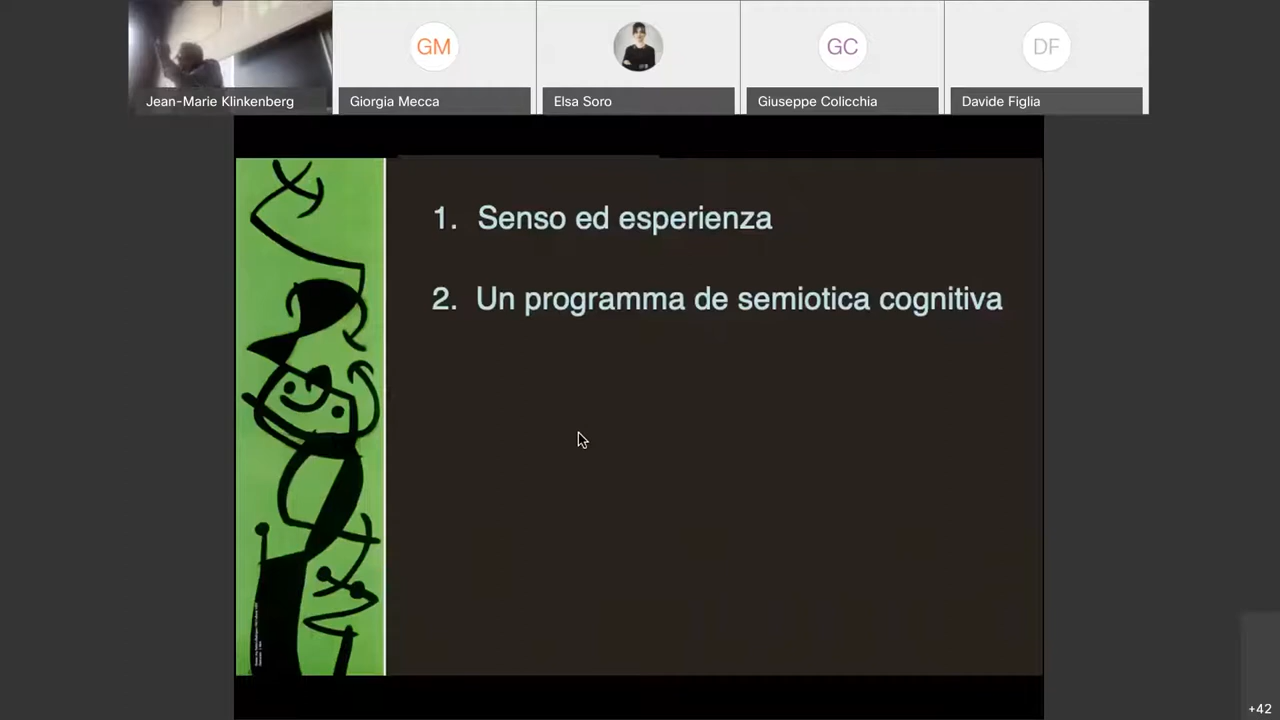 GM
GC
DF
Jean-Marie Klinkenberg
Giorgia Mecca
Elsa Soro
Giuseppe Colicchia
Davide Figlia
1. Senso ed esperienza
2. Un programma de semiotica cognitiva
+42